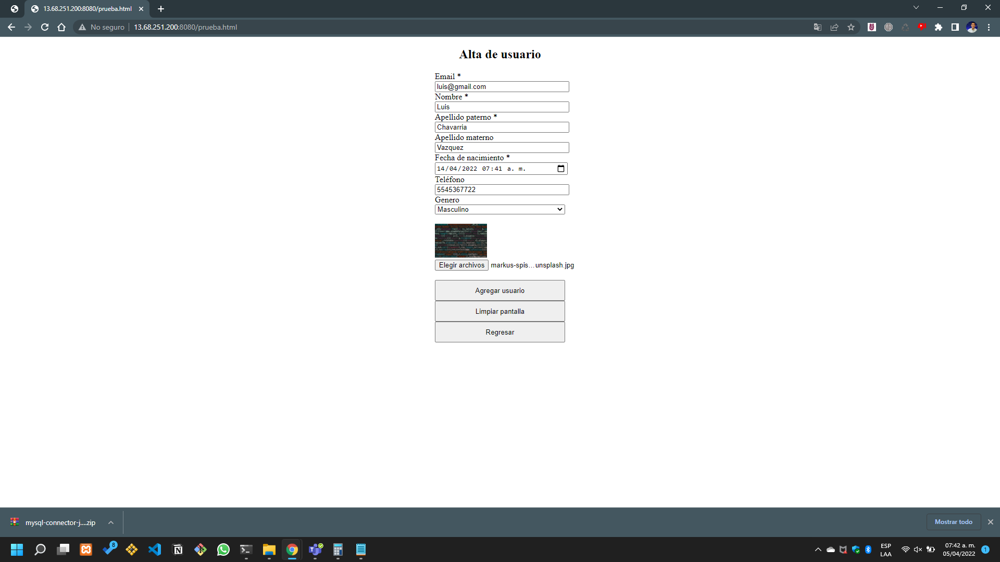 13.68.251.200:8080/prueba.html
No seguro
13.68.251.200:8080/prueba.html
Alta de usuario
Email *
luis@gmail.com
Nombre *
Luis
Apellido paterno *
Chavarria
Apellido materno
Vazquez
Fecha de nacimiento *
14/04/2022 07:41 a. m.
Teléfono
5545367722
Genero
Masculino
Elegir archivos markus-spis…unsplash.jpg
Agregar usuario
Limpiar pantalla
Regresar
mysql-connector-j....zip
Mostrar todo
8
ESP
LAA
07:42 a. m.
05/04/2022
1